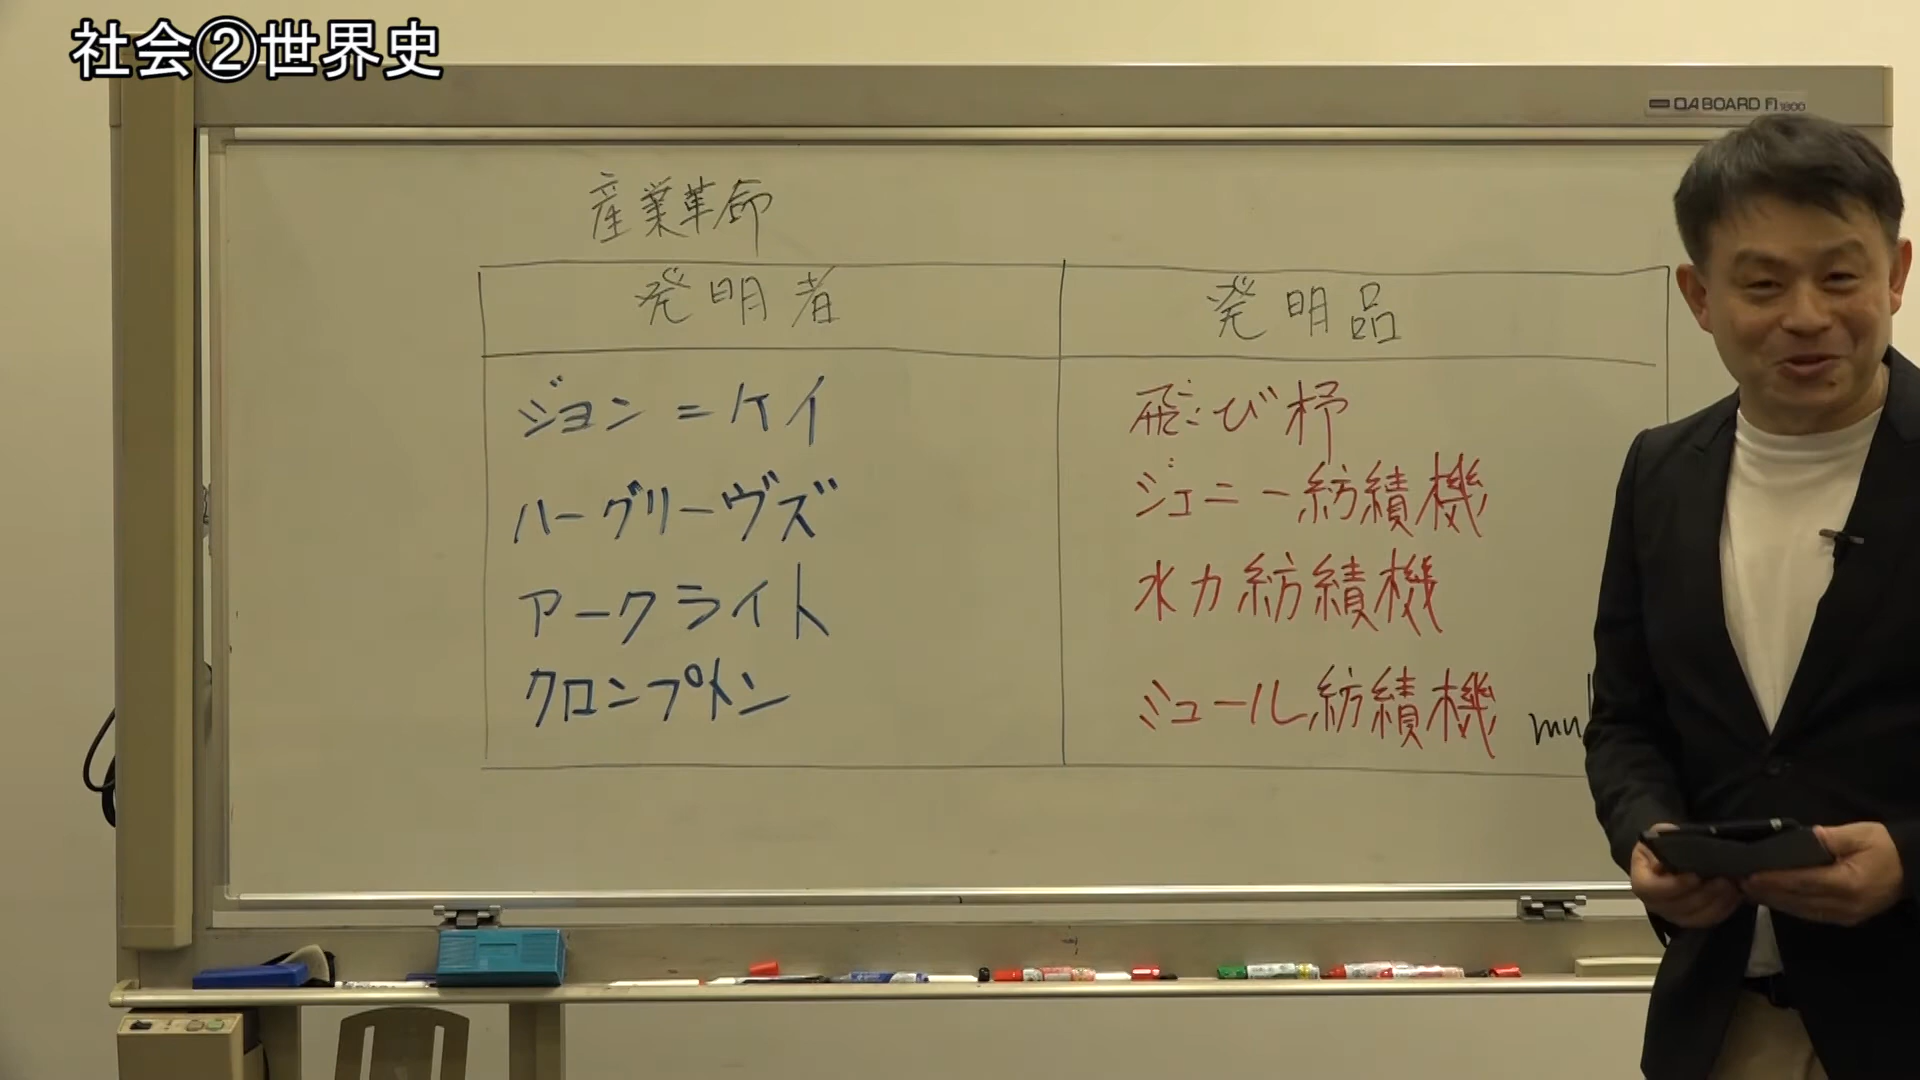 社会②世界史
OA BOARD FI 1800
産業革命
発明者 発明品
ジョン=ケイ 飛び杼
ハーグリーヴズ ジェニー紡績機
アークライト 水力紡績機
クロンプトン ミュール紡績機 mul